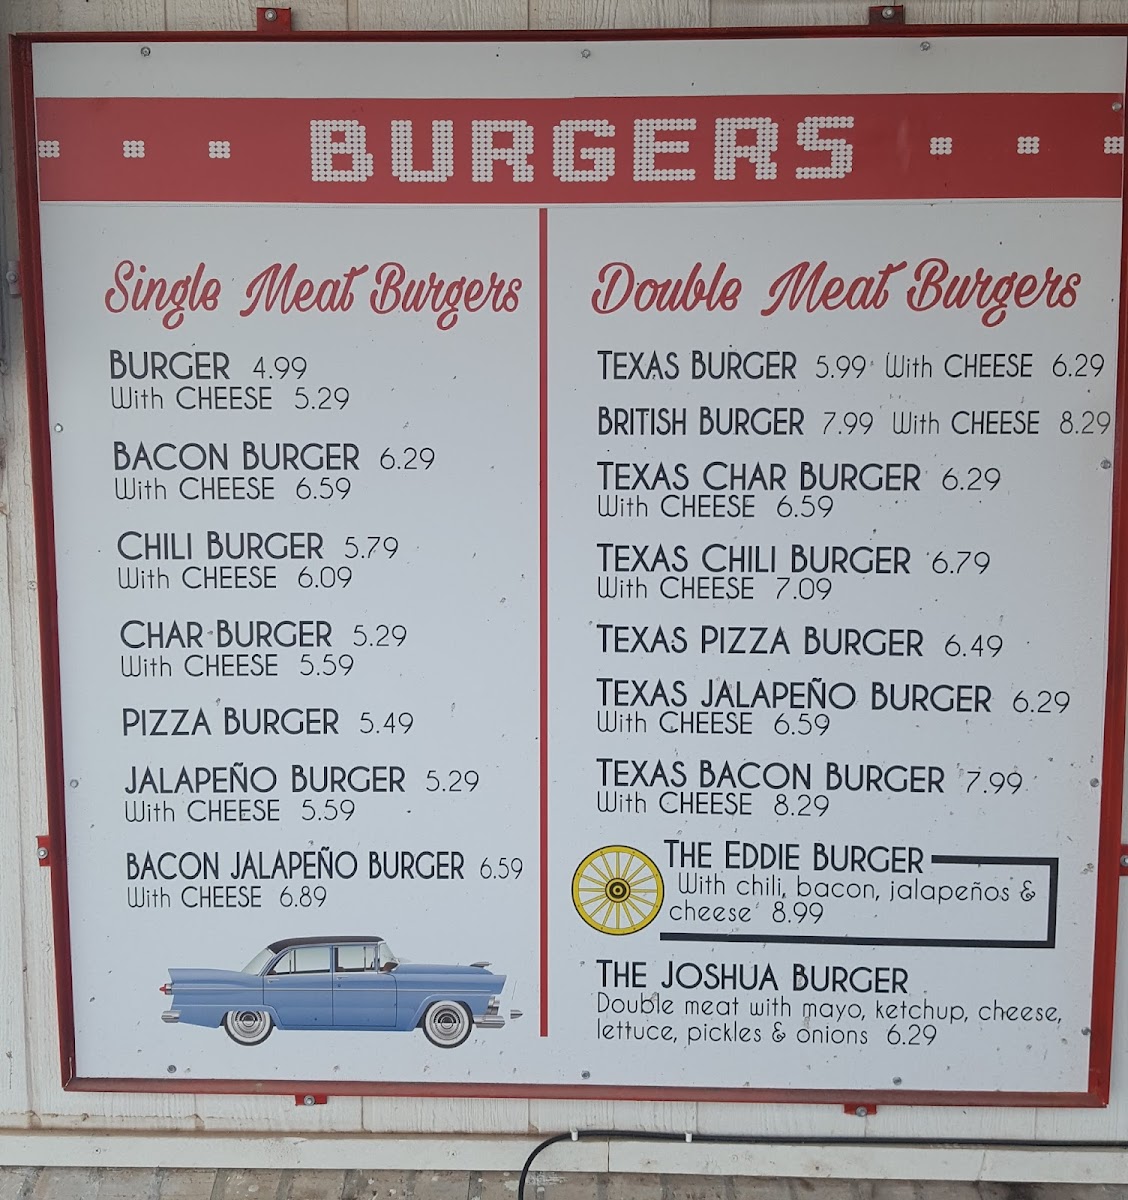 BURGERS
Single Meat Burgers
BURGER 4.99
With CHEESE 5.29
BACON BURGER 6.29
With CHEESE 6.59
CHILI BURGER 5.79
With CHEESE 6.09
CHAR BURGER 5.29
With CHEESE 5.59
PIZZA BURGER 5.49
JALAPEÑO BURGER 5.29
With CHEESE 5.59
BACON JALAPEÑO BURGER 6.59
With CHEESE 6.89
Double Meat Burgers
TEXAS BURGER 5.99 With CHEESE 6.29
BRITISH BURGER 7.99 With CHEESE 8.29
TEXAS CHAR BURGER 6.29
With CHEESE 6.59
TEXAS CHILI BURGER 6.79
With CHEESE 7.09
TEXAS PIZZA BURGER 6.49
TEXAS JALAPEÑO BURGER 6.29
With CHEESE 6.59
TEXAS BACON BURGER 7.99
With CHEESE 8.29
THE EDDIE BURGER
With chili, bacon, jalapeños &
cheese 8.99
THE JOSHUA BURGER
Double meat with mayo, ketchup, cheese,
lettuce, pickles & onions 6.29